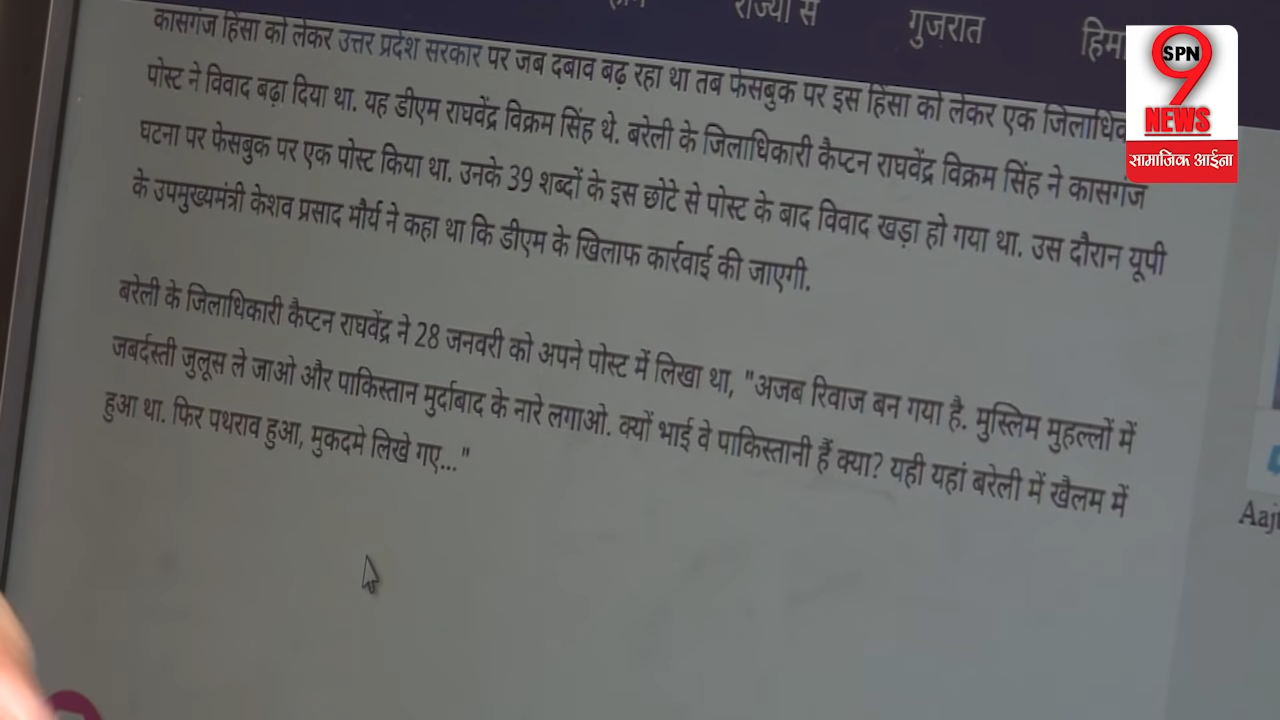 राज्यों से गुजरात
SPN
9
NEWS
सामाजिक आईना
कासगंज हिंसा को लेकर उत्तर प्रदेश सरकार पर जब दबाव बढ़ रहा था तब फेसबुक पर इस हिंसा को लेकर एक
पोस्ट ने विवाद बढ़ा दिया था. यह डीएम राघवेंद्र विक्रम सिंह थे. बरेली के जिलाधिकारी कैप्टन राघवेंद्र विक्रम सिंह ने कासगंज
घटना पर फेसबुक पर एक पोस्ट किया था. उनके 39 शब्दों के इस छोटे से पोस्ट के बाद विवाद खड़ा हो गया था. उस दौरान यूपी
के उपमुख्यमंत्री केशव प्रसाद मौर्य ने कहा था कि डीएम के खिलाफ कार्रवाई की जाएगी.
बरेली के जिलाधिकारी कैप्टन राघवेंद्र ने 28 जनवरी को अपने पोस्ट में लिखा था, "अजब रिवाज बन गया है. मुस्लिम मुहल्लों में
जबर्दस्ती जुलूस ले जाओ और पाकिस्तान मुर्दाबाद के नारे लगाओ. क्यों भाई वे पाकिस्तानी हैं क्या? यही यहां बरेली में खैलम में
हुआ था. फिर पथराव हुआ, मुकदमे लिखे गए..."